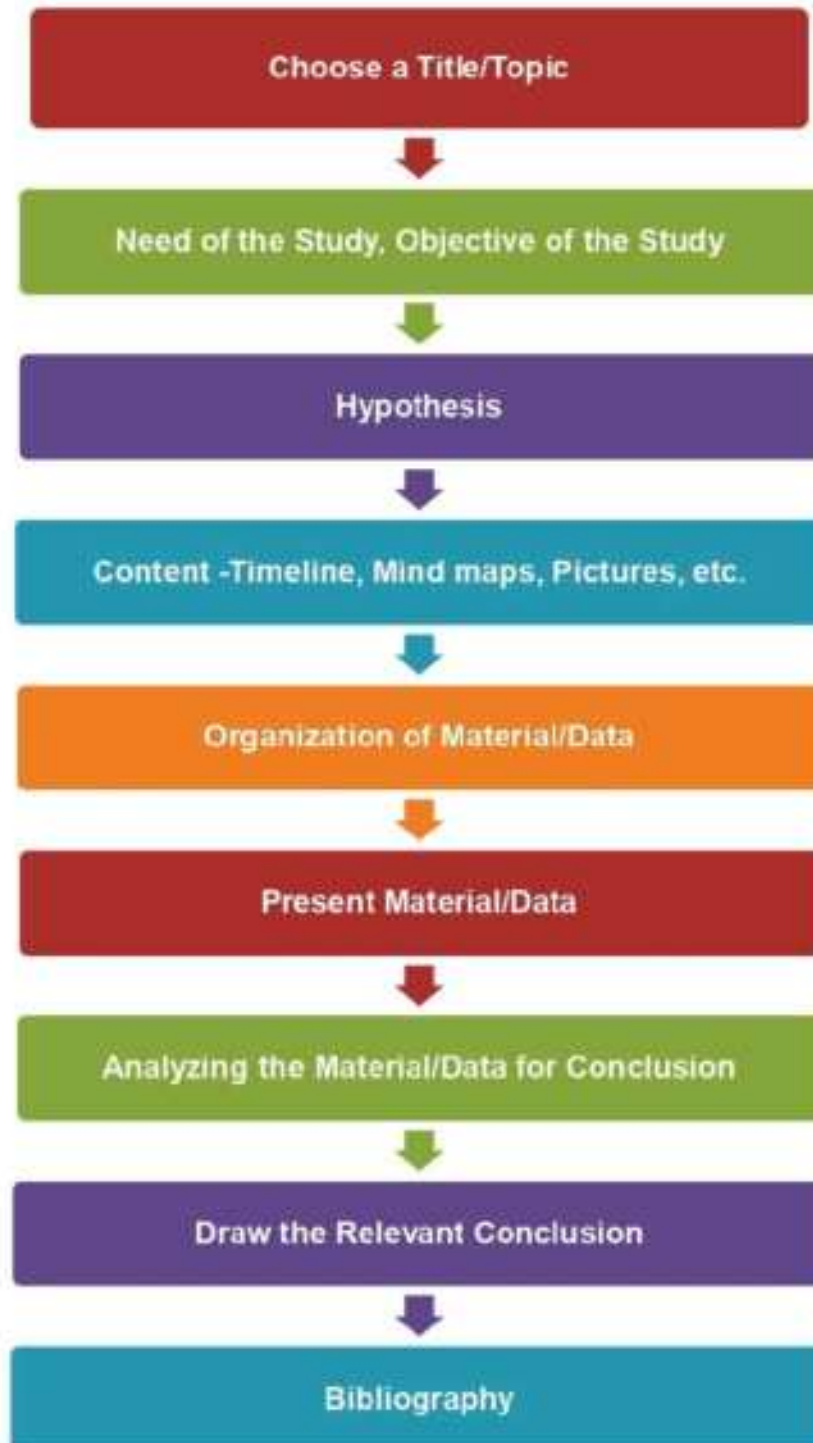 Choose a Title/Topic
Need of the Study, Objective of the Study
Hypothesis
Content -Timeline, Mind maps, Pictures, etc.
Organization of Material/Data
Present Material/Data
Analyzing the Material/Data for Conclusion
Draw the Relevant Conclusion
Bibliography